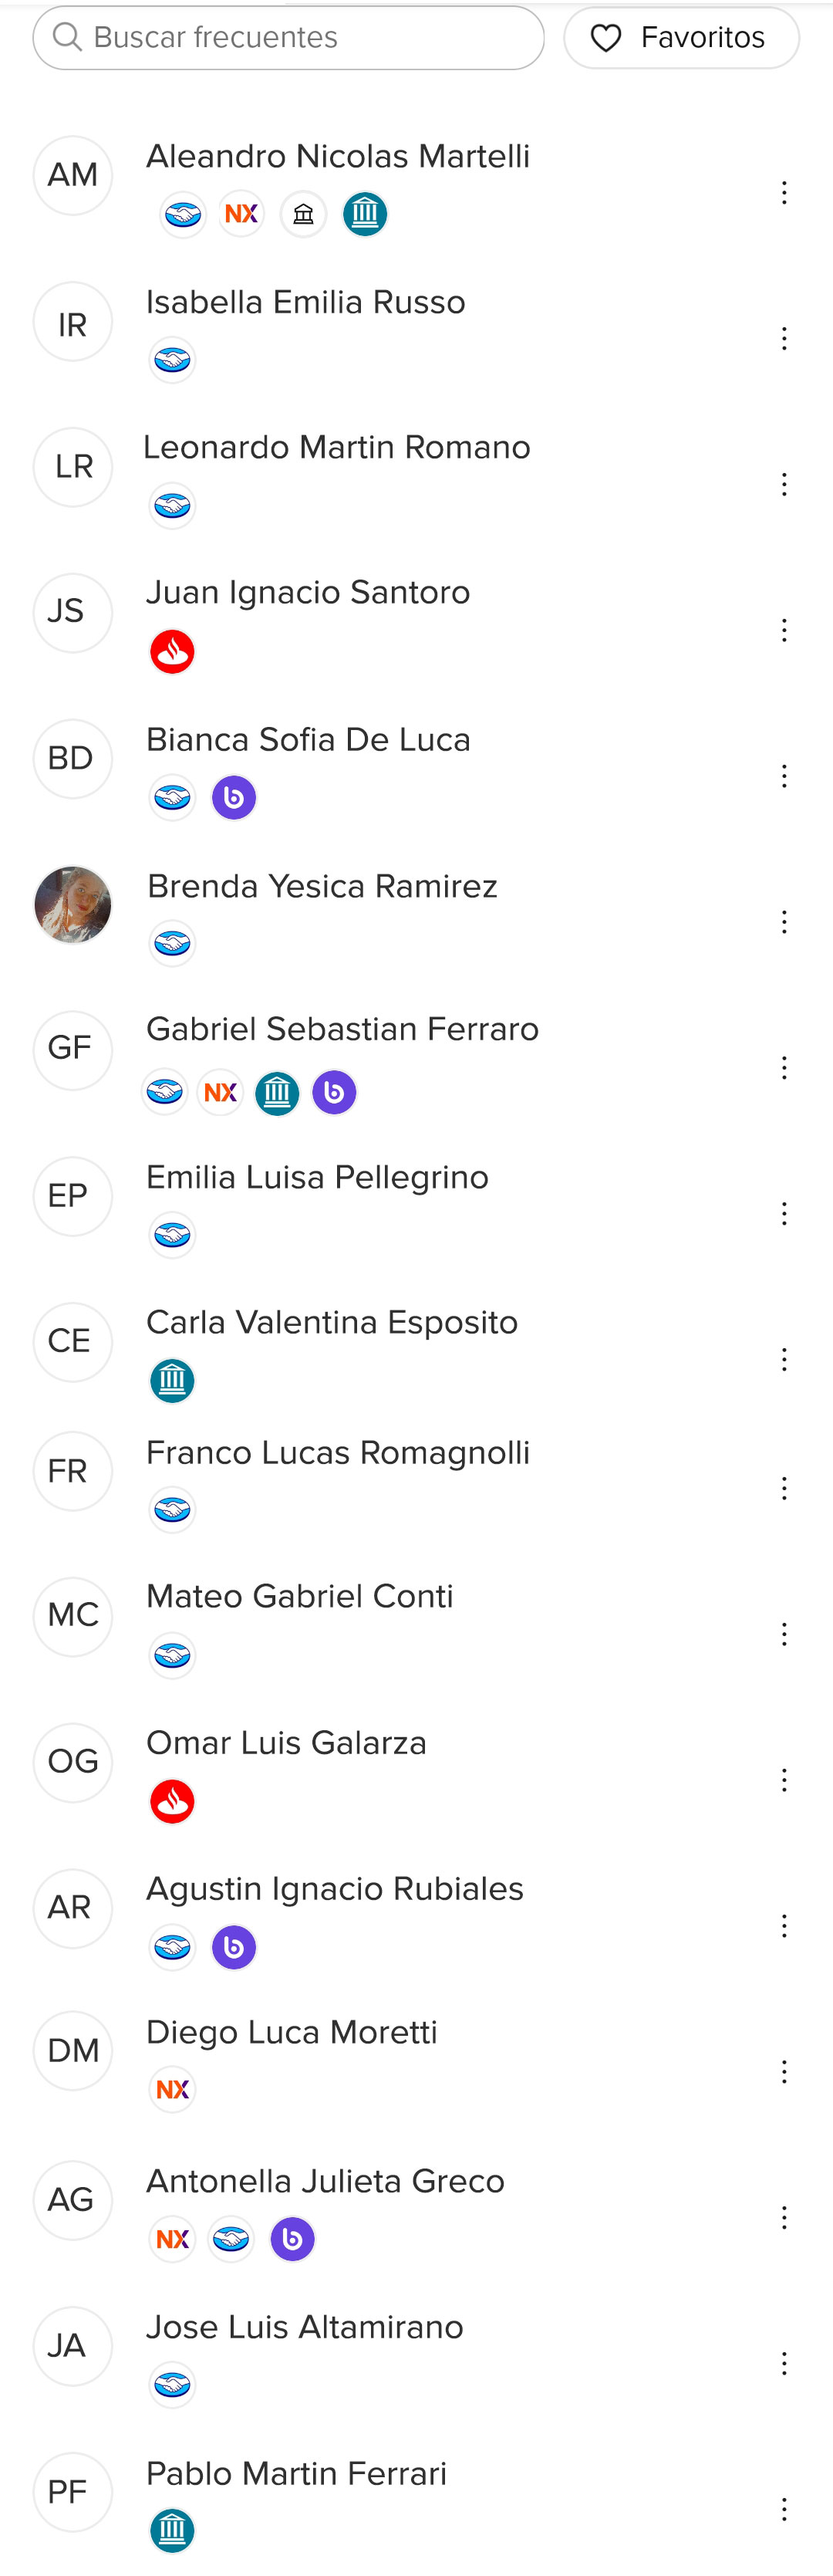 Buscar frecuentes
Favoritos
AM
Aleandro Nicolas Martelli
NX
IR
Isabella Emilia Russo
LR
Leonardo Martin Romano
JS
Juan Ignacio Santoro
BD
Bianca Sofia De Luca
b
Brenda Yesica Ramirez
GF
Gabriel Sebastian Ferraro
NX
b
EP
Emilia Luisa Pellegrino
CE
Carla Valentina Esposito
FR
Franco Lucas Romagnolli
MC
Mateo Gabriel Conti
OG
Omar Luis Galarza
AR
Agustin Ignacio Rubiales
b
DM
Diego Luca Moretti
NX
AG
Antonella Julieta Greco
NX
b
JA
Jose Luis Altamirano
PF
Pablo Martin Ferrari